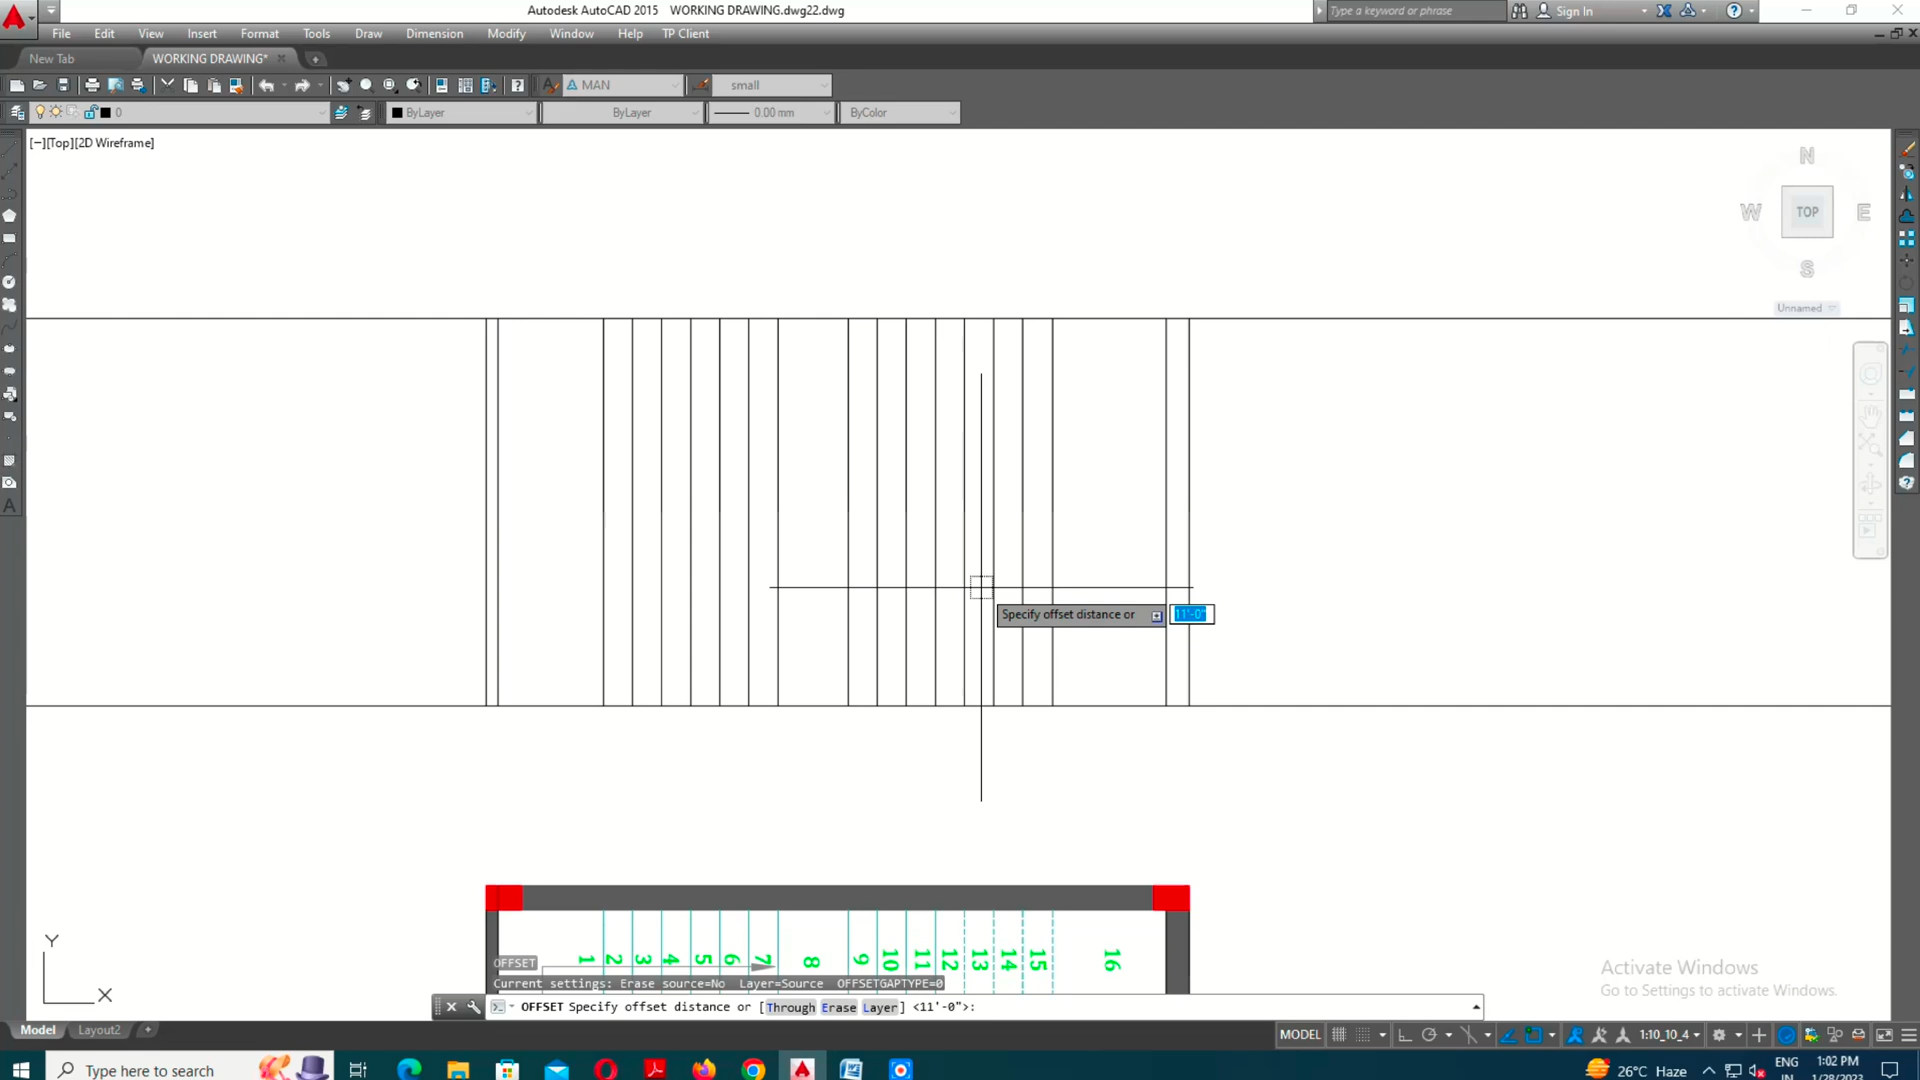 Autodesk AutoCAD 2015 WORKING DRAWING.dwg22.dwg
Type a keyword or phrase
Sign In
File Edit View Insert Format Tools Draw Dimension Modify Window Help TP Client
New Tab
WORKING DRAWING*
MAN
small
0
ByLayer
ByLayer
0.00 mm
ByColor
[−][Top][2D Wireframe]
N
W TOP E
S
Unnamed
Specify offset distance or 11'-0"
1 2 3 4 5 6 7 8 9 10 11 12 13 14 15 16
OFFSET
Current settings: Erase source=No Layer=Source OFFSETGAPTYPE=0
OFFSET Specify offset distance or [Through Erase Layer] <11'-0">:
Y
X
Activate Windows
Go to Settings to activate Windows.
Model Layout2
MODEL
1:10_10_4
Type here to search
26°C Haze
ENG
IN
1:02 PM
1/28/2023